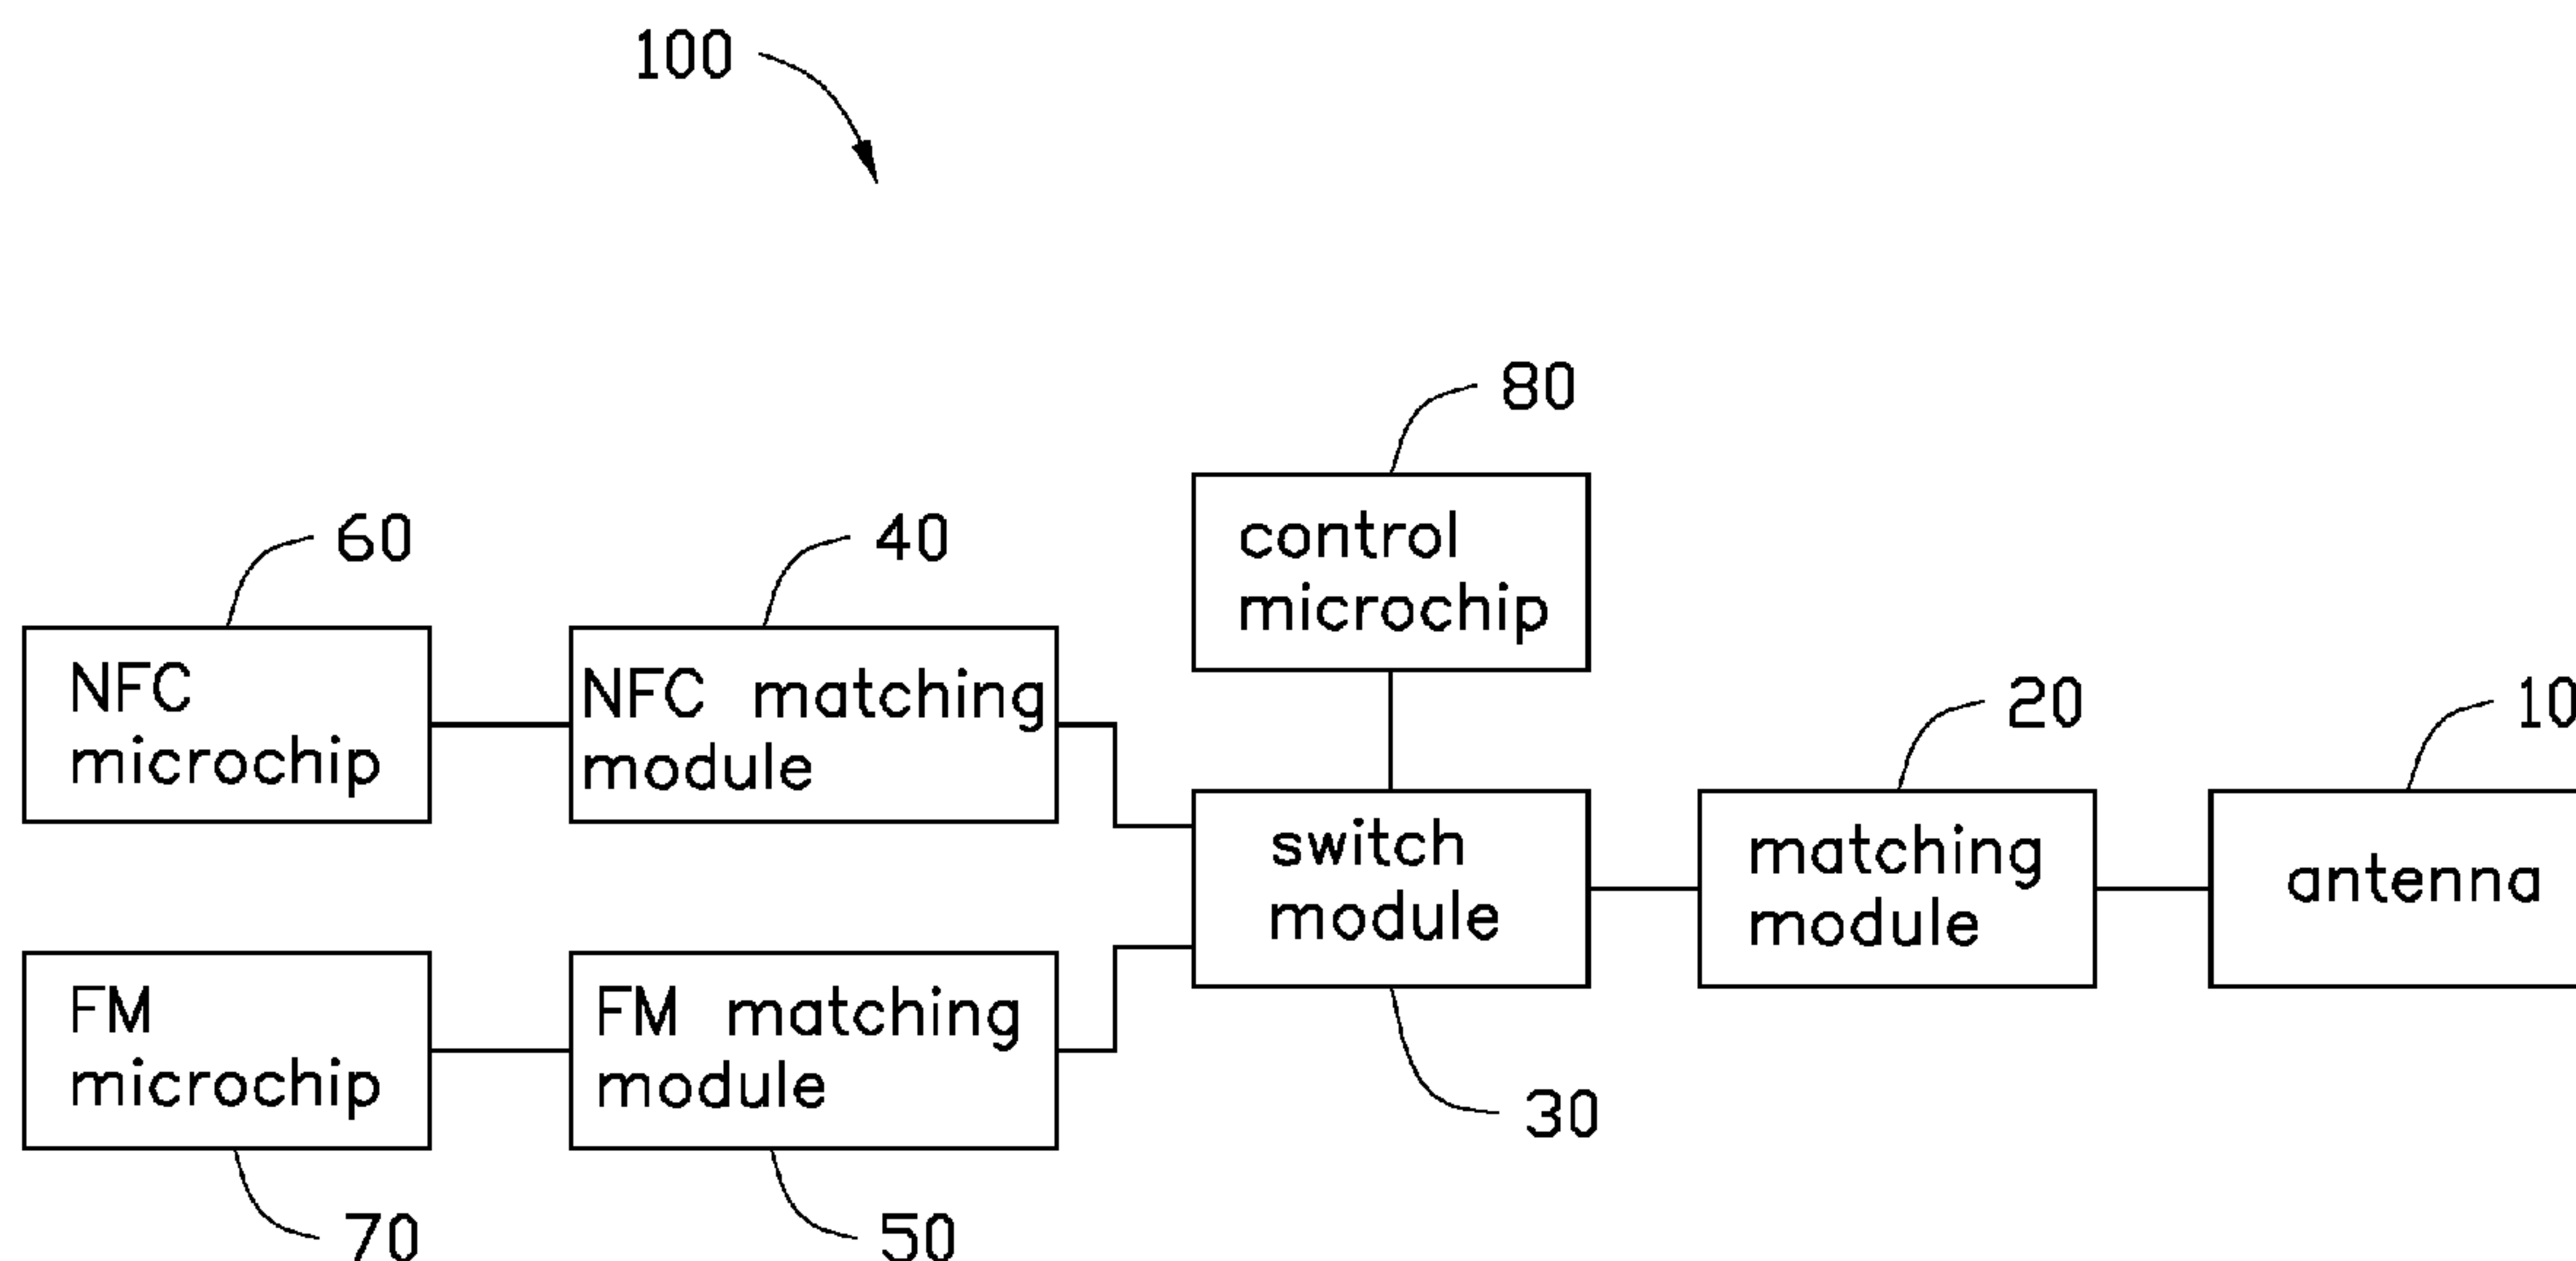 100
80
control
microchip
60
NFC
microchip
40
NFC matching
module
20
matching
module
10
antenna
switch
module
30
FM
microchip
70
FM matching
module
50